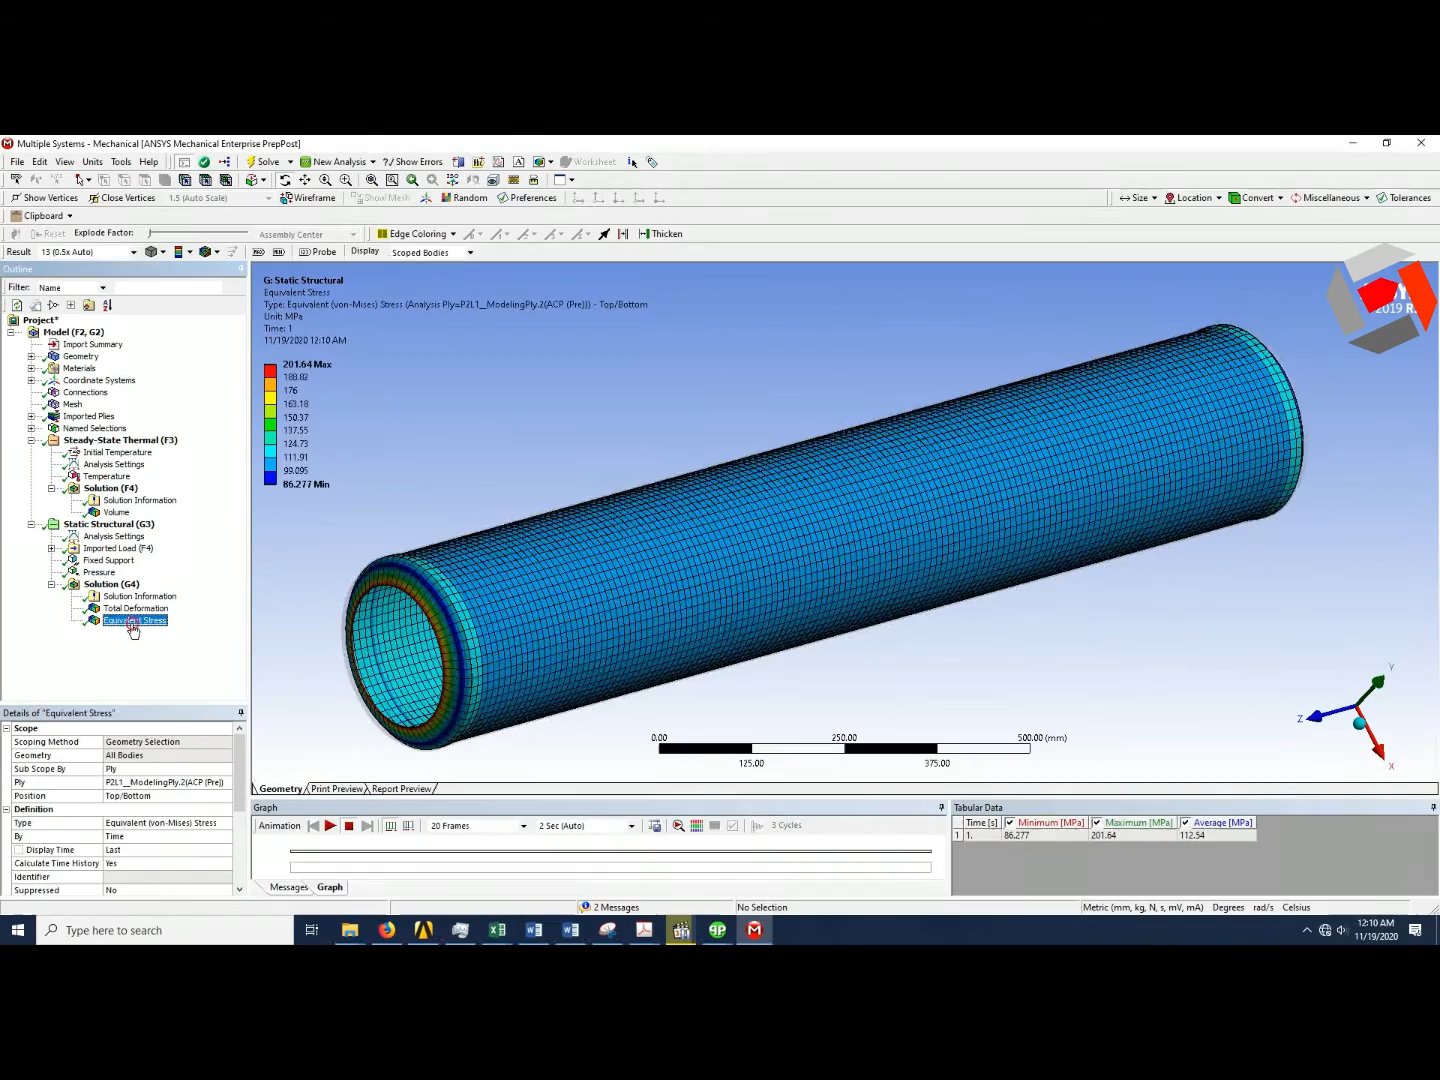 Multiple Systems - Mechanical [ANSYS Mechanical Enterprise PrepPost]
File Edit View Units Tools Help Solve New Analysis ?/ Show Errors Worksheet
Show Vertices Close Vertices 1.5 (Auto Scale) Wireframe Show Mesh Random Preferences Size Location Convert Miscellaneous Tolerances
Clipboard
Reset Explode Factor: Assembly Center Edge Coloring Thicken
Result 13 (0.5x Auto) Probe Display Scoped Bodies
Outline
Filter: Name
Project*
Model (F2, G2)
Import Summary
Geometry
Materials
Coordinate Systems
Connections
Mesh
Imported Plies
Named Selections
Steady-State Thermal (F3)
Initial Temperature
Analysis Settings
Temperature
Solution (F4)
Solution Information
Volume
Static Structural (G3)
Analysis Settings
Imported Load (F4)
Fixed Support
Pressure
Solution (G4)
Solution Information
Total Deformation
Equivalent Stress
G: Static Structural
Equivalent Stress
Type: Equivalent (von-Mises) Stress (Analysis Ply=P2L1__ModelingPly.2(ACP (Pre))) - Top/Bottom
Unit: MPa
Time: 1
11/19/2020 12:10 AM
201.64 Max
188.82
176
163.18
150.37
137.55
124.73
111.91
99.095
86.277 Min
2019 R
0.00 250.00 500.00 (mm)
125.00 375.00
Y
Z
X
Geometry Print Preview Report Preview
Details of "Equivalent Stress"
Scope
Scoping Method Geometry Selection
Geometry All Bodies
Sub Scope By Ply
Ply P2L1__ModelingPly.2(ACP (Pre))
Position Top/Bottom
Definition
Type Equivalent (von-Mises) Stress
By Time
Display Time Last
Calculate Time History Yes
Identifier
Suppressed No
Graph
Animation 20 Frames 2 Sec (Auto) 3 Cycles
Messages Graph
Tabular Data
Time [s] Minimum [MPa] Maximum [MPa] Average [MPa]
1 1. 86.277 201.64 112.54
2 Messages No Selection Metric (mm, kg, N, s, mV, mA) Degrees rad/s Celsius
Type here to search
12:10 AM
11/19/2020